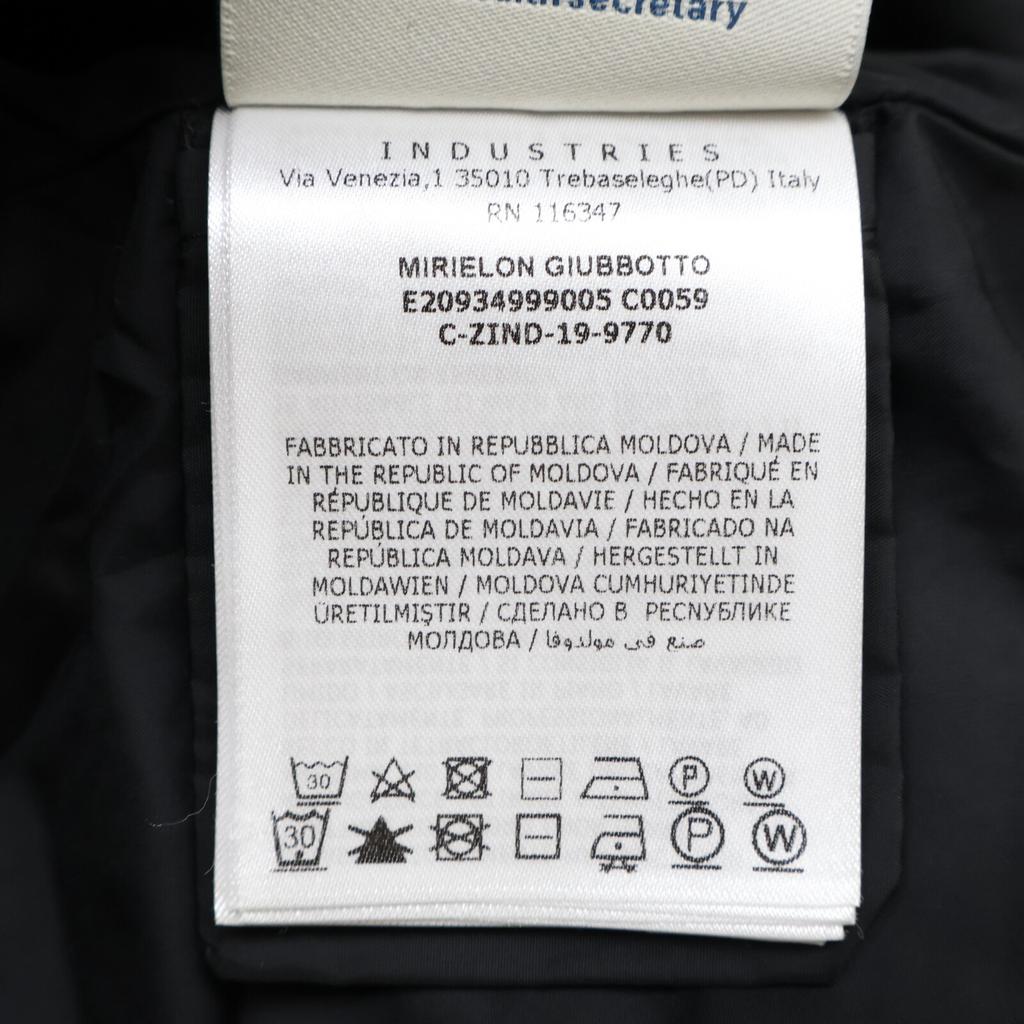 secretary
I N D U S T R I E S
Via Venezia,1 35010 Trebaseleghe(PD) Italy
RN 116347
MIRIELON GIUBBOTTO
E20934999005 C0059
C-ZIND-19-9770
FABBRICATO IN REPUBBLICA MOLDOVA / MADE
IN THE REPUBLIC OF MOLDOVA / FABRIQUÉ EN
RÉPUBLIQUE DE MOLDAVIE / HECHO EN LA
REPÚBLICA DE MOLDAVIA / FABRICADO NA
REPÚBLICA MOLDAVA / HERGESTELLT IN
MOLDAWIEN / MOLDOVA CUMHURIYETINDE
ÜRETILMIŞTIR / СДЕЛАНО В РЕСПУБЛИКЕ
МОЛДОВА / صنع في مولدوفا
30 P W
30 P W